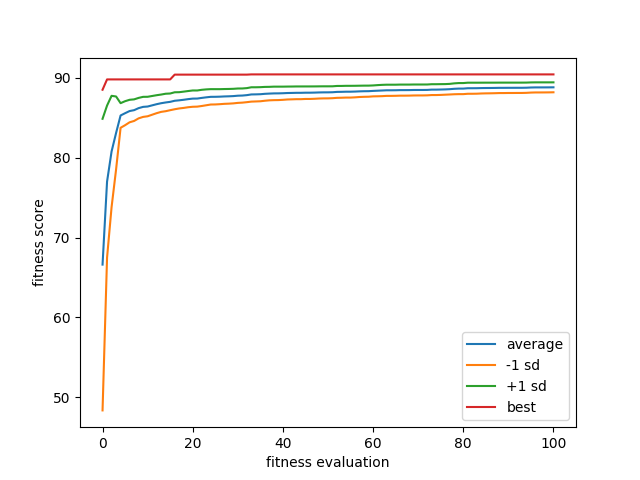 90
80
70
60
50
fitness score
0 20 40 60 80 100
fitness evaluation
average
-1 sd
+1 sd
best